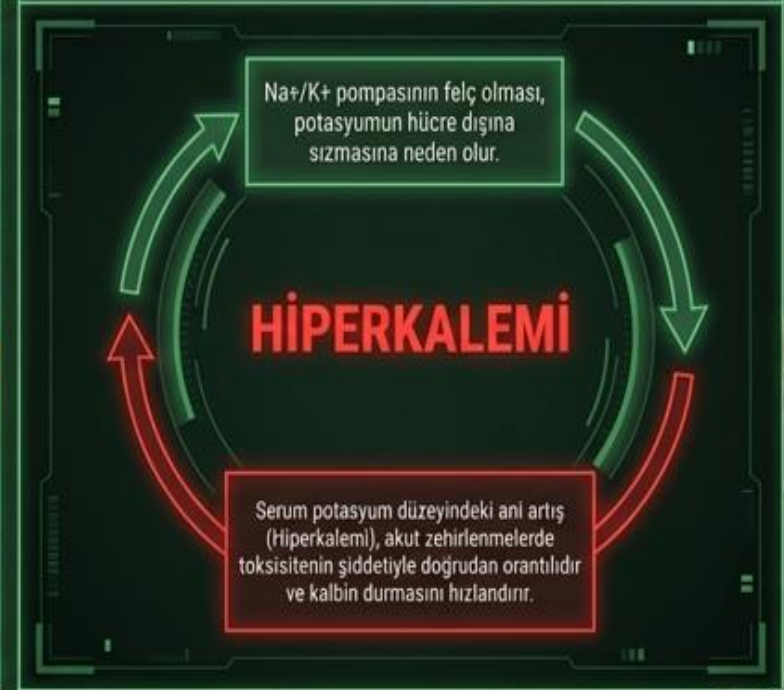 Na+/K+ pompasının felç olması,
potasyumun hücre dışına
sızmasına neden olur.
HİPERKALEMİ
Serum potasyum düzeyindeki ani artış
(Hiperkalemi), akut zehirlenmelerde
toksisitenin şiddetiyle doğrudan orantılıdır
ve kalbin durmasını hızlandırır.